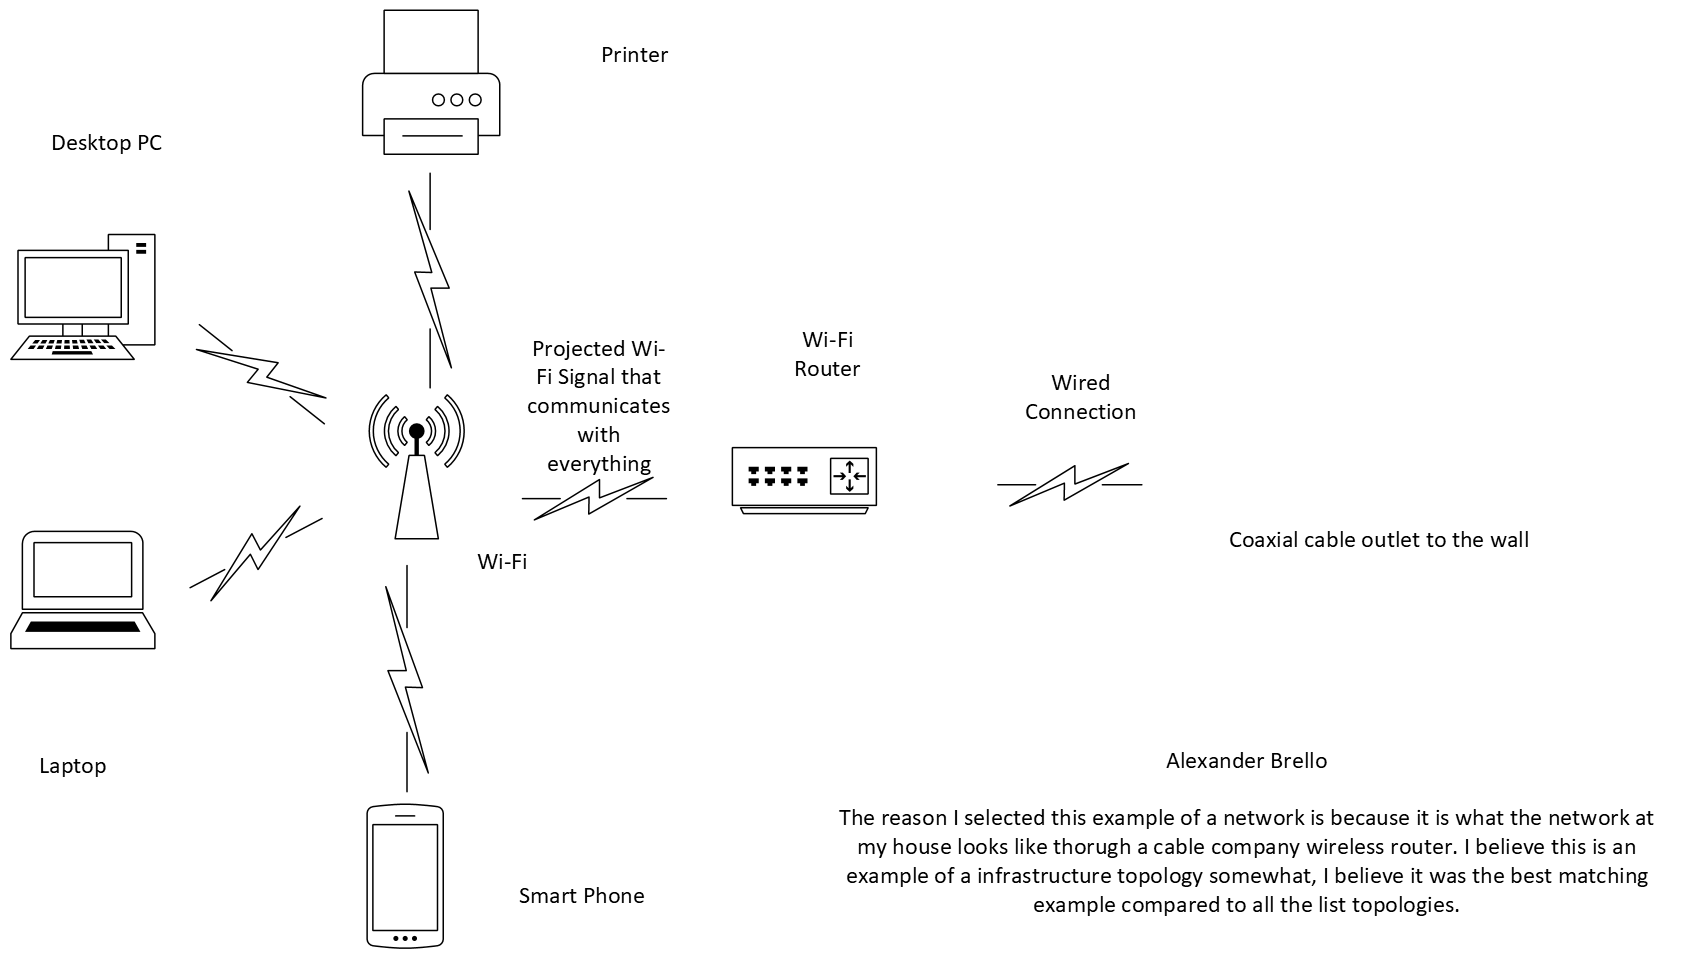 Printer
Desktop PC
Projected Wi-
Fi Signal that
communicates
with
everything
Wi-Fi
Router
Wired
Connection
Coaxial cable outlet to the wall
Wi-Fi
Laptop
Smart Phone
Alexander Brello
The reason I selected this example of a network is because it is what the network at
my house looks like thorugh a cable company wireless router. I believe this is an
example of a infrastructure topology somewhat, I believe it was the best matching
example compared to all the list topologies.